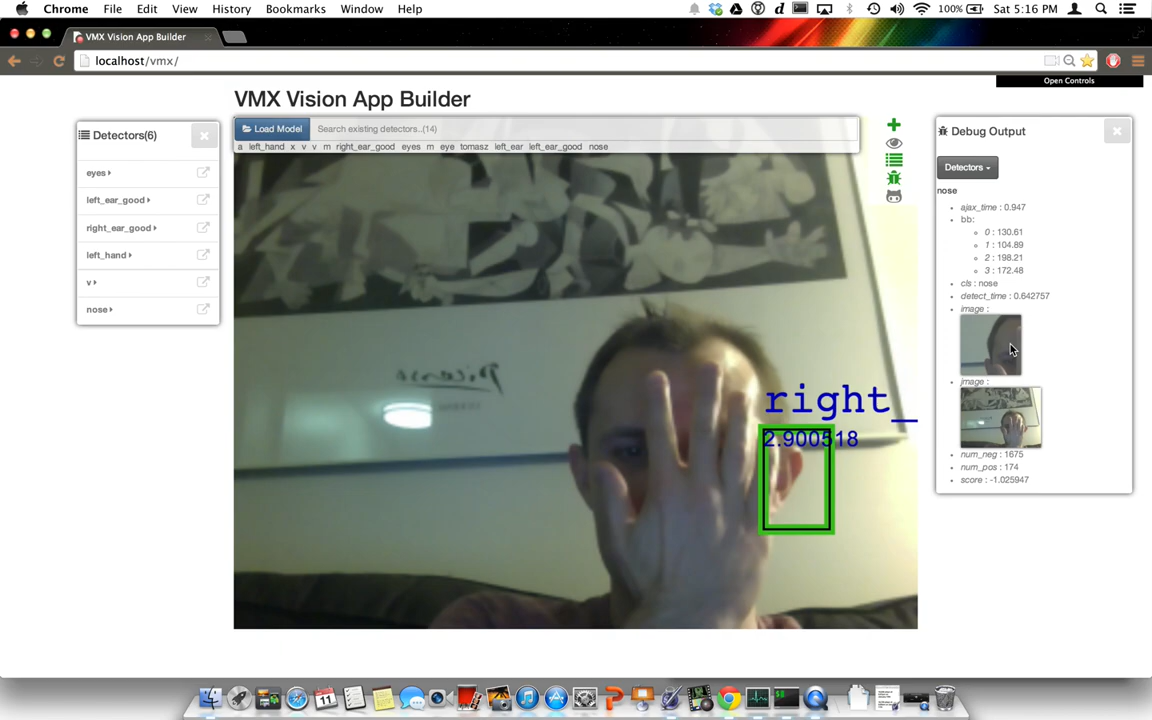 Chrome File Edit View History Bookmarks Window Help 100% Sat 5:16 PM
VMX Vision App Builder
localhost/vmx/
Open Controls
VMX Vision App Builder
Detectors(6)
eyes
left_ear_good
right_ear_good
left_hand
v
nose
Load Model Search existing detectors..(14)
a left_hand x v v m right_ear_good eyes m eye tomasz left_ear left_ear_good nose
right_
2.900518
Debug Output
Detectors
nose
ajax_time : 0.947
bb:
0 : 130.61
1 : 104.89
2 : 198.21
3 : 172.48
cls : nose
detect_time : 0.642757
image :
image :
num_neg : 1675
num_pos : 174
score : -1.025947